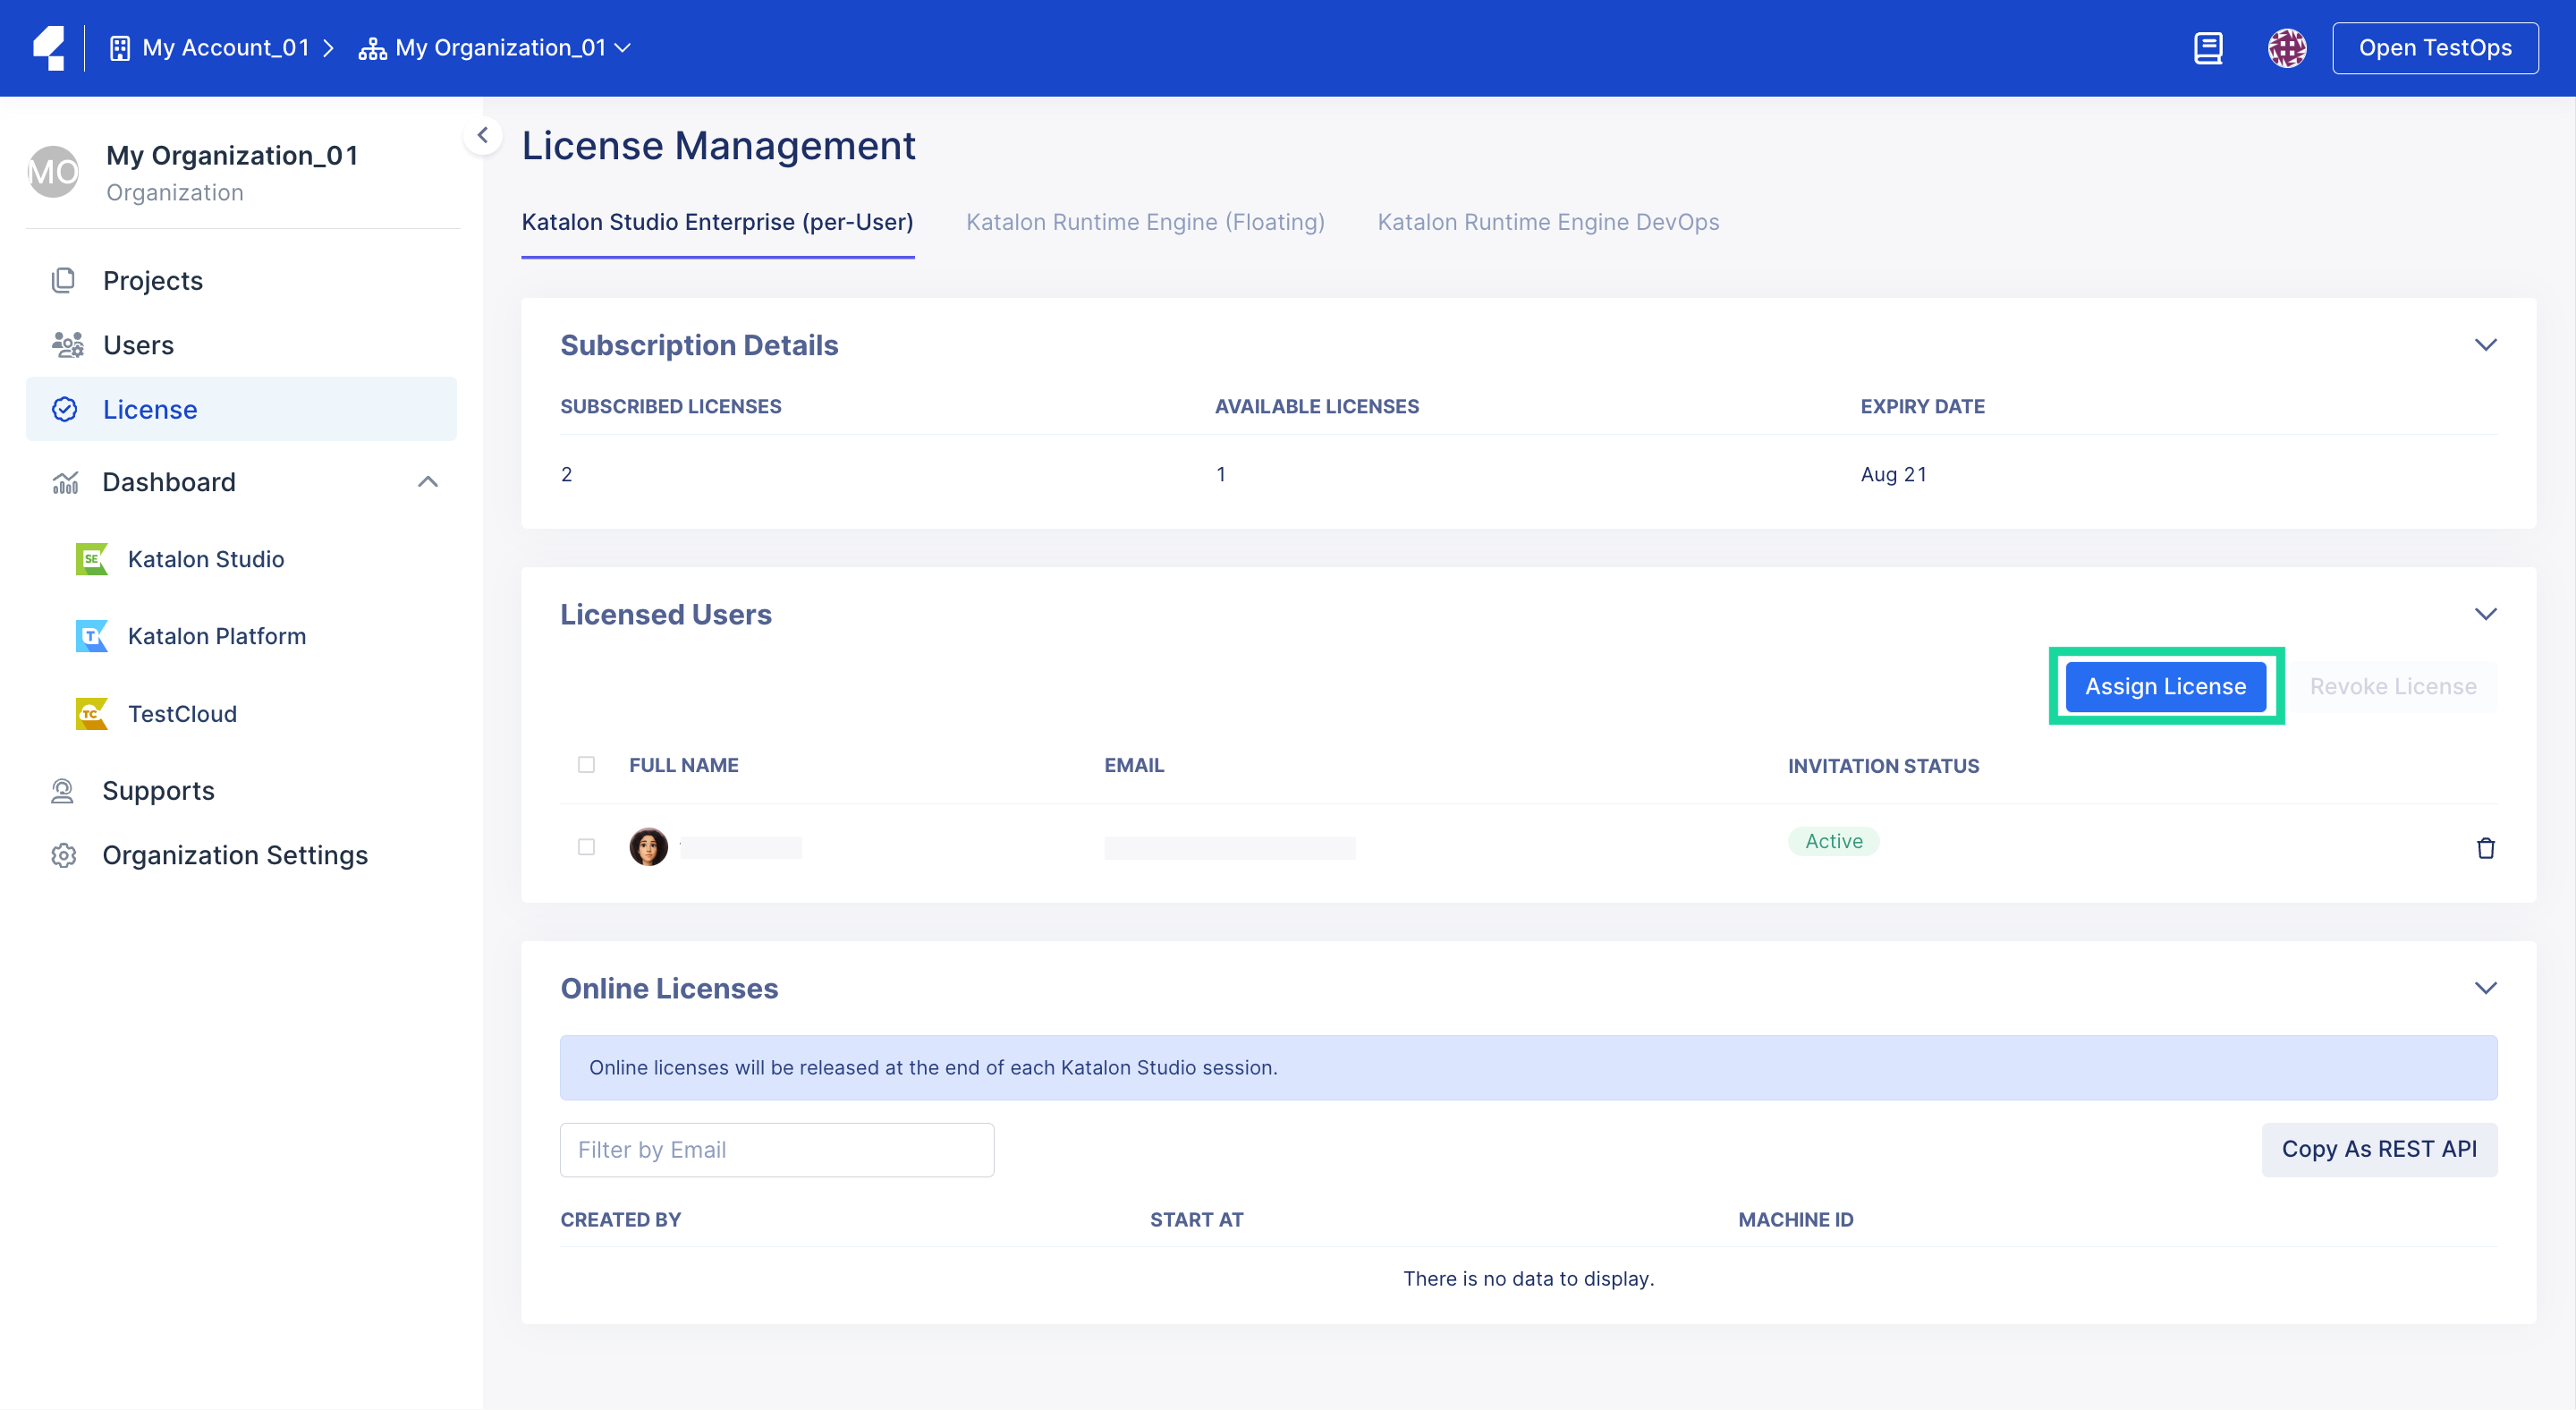 My Account_01
My Organization_01
Open TestOps
MO
My Organization_01
Organization
Projects
Users
License
Dashboard
SE
Katalon Studio
T
Katalon Platform
TC
TestCloud
Supports
Organization Settings
License Management
Katalon Studio Enterprise (per-User)
Katalon Runtime Engine (Floating)
Katalon Runtime Engine DevOps
Subscription Details
SUBSCRIBED LICENSES
AVAILABLE LICENSES
EXPIRY DATE
2
1
Aug 21
Licensed Users
Assign License
Revoke License
FULL NAME
EMAIL
INVITATION STATUS
Active
Online Licenses
Online licenses will be released at the end of each Katalon Studio session.
Filter by Email
Copy As REST API
CREATED BY
START AT
MACHINE ID
There is no data to display.